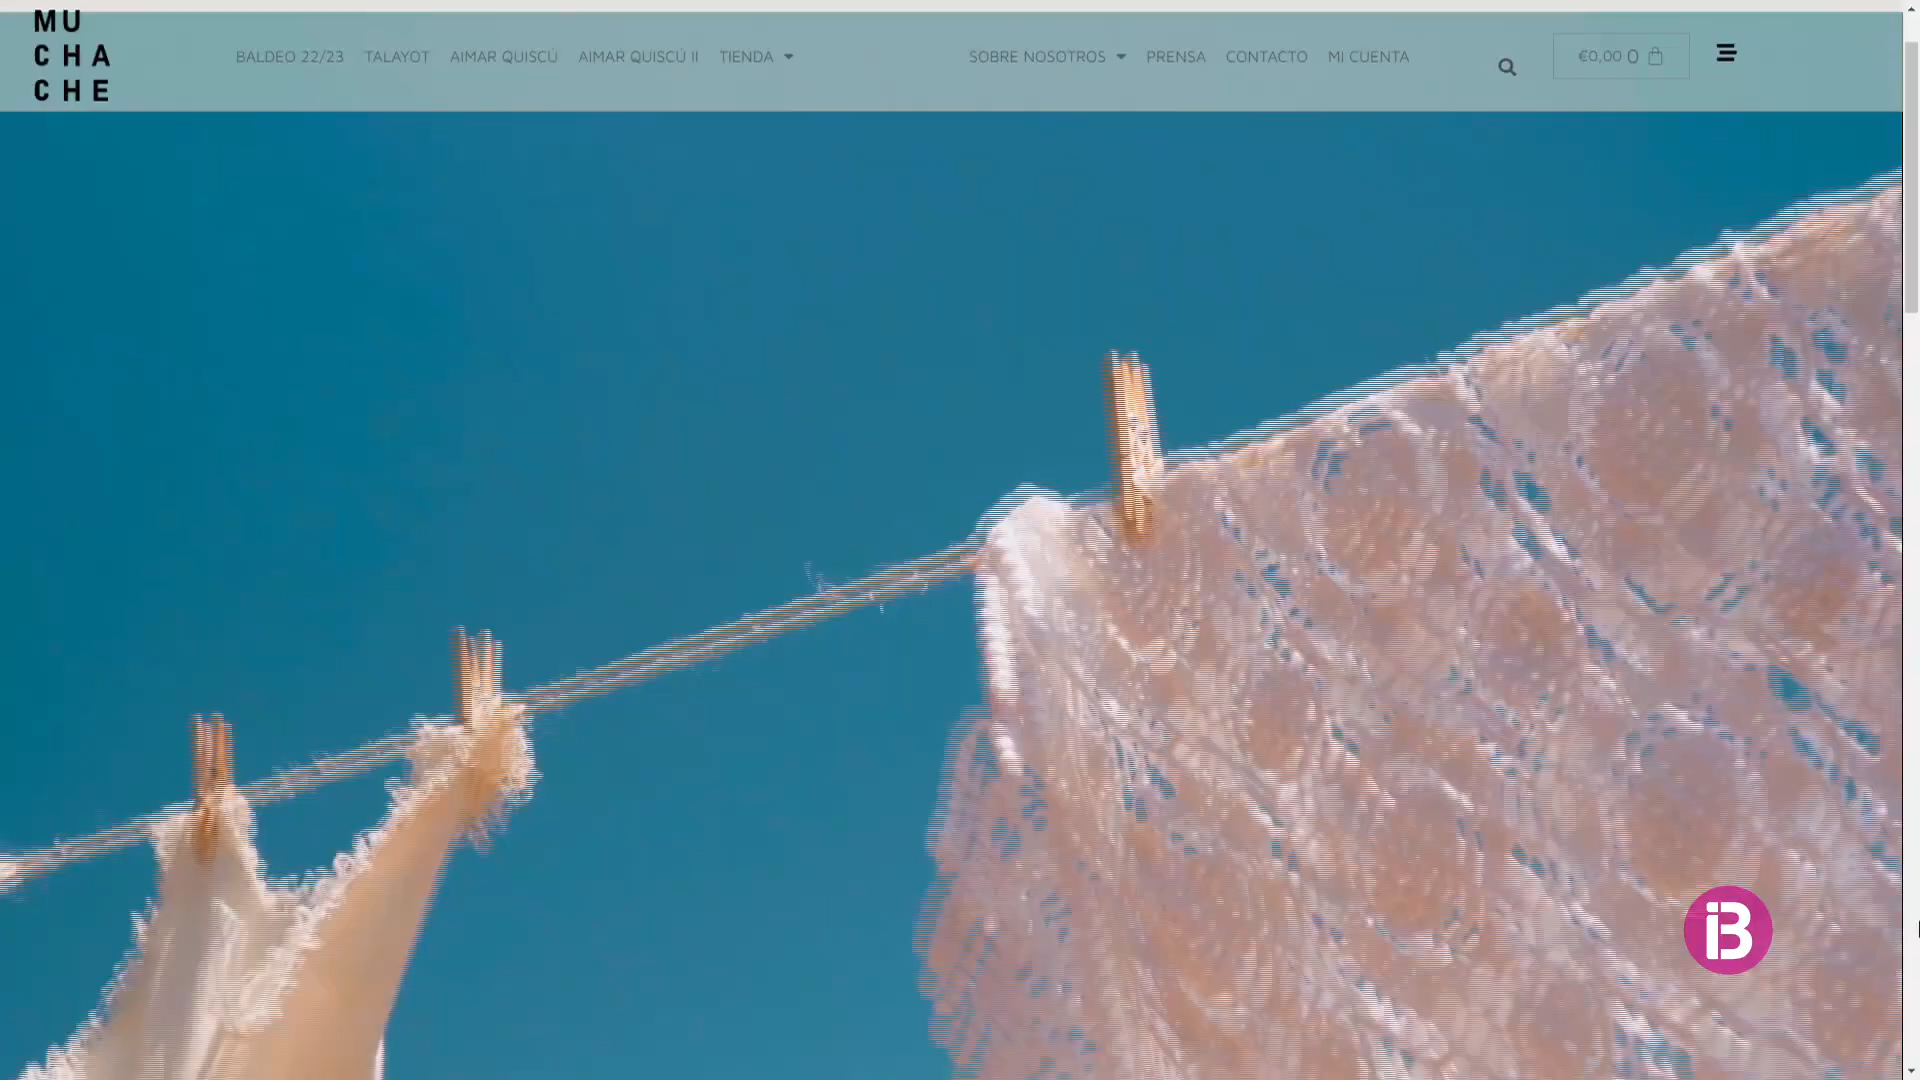 MU
CHA
CHE
BALDEO 22/23 TALAYOT AIMAR QUISCÚ AIMAR QUISCÚ II TIENDA SOBRE NOSOTROS PRENSA CONTACTO MI CUENTA €0,00 0
iB